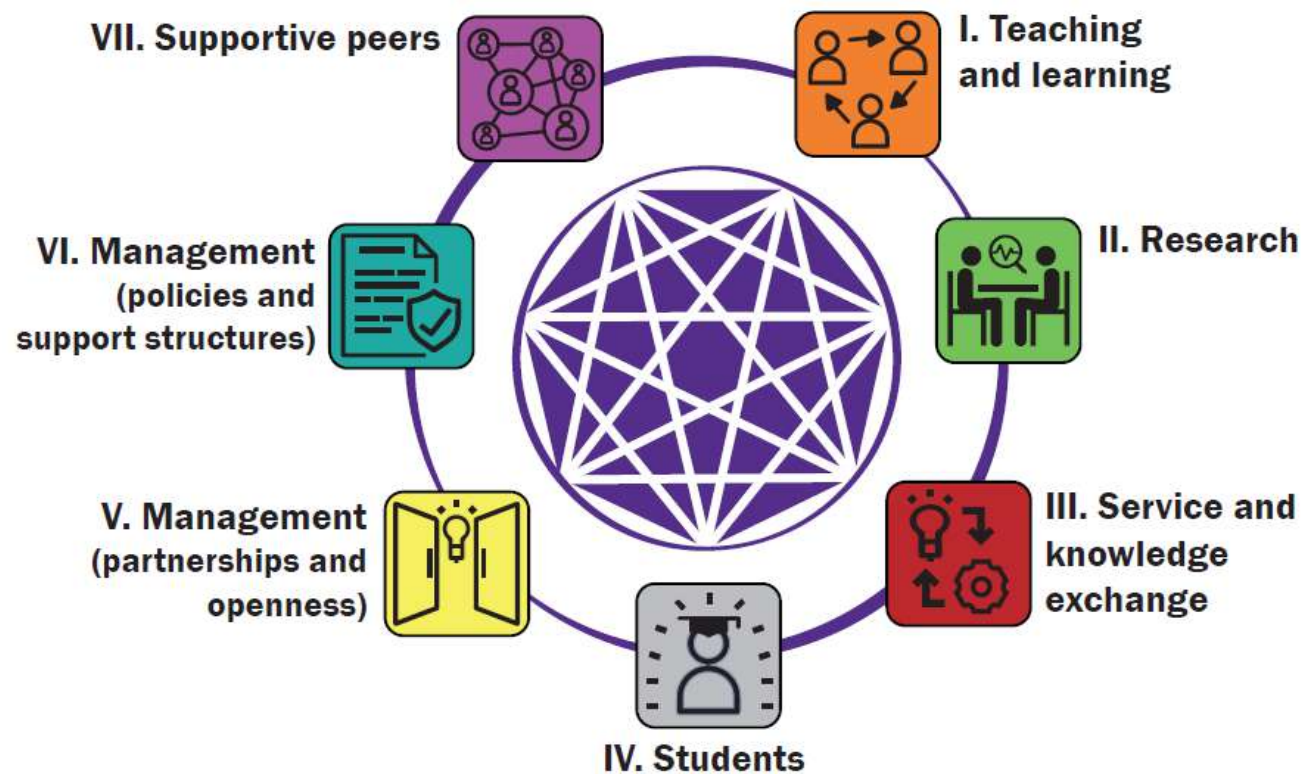 I. Teaching
and learning
II. Research
III. Service and
knowledge
exchange
IV. Students
V. Management
(partnerships and
openness)
VI. Management
(policies and
support structures)
VII. Supportive peers